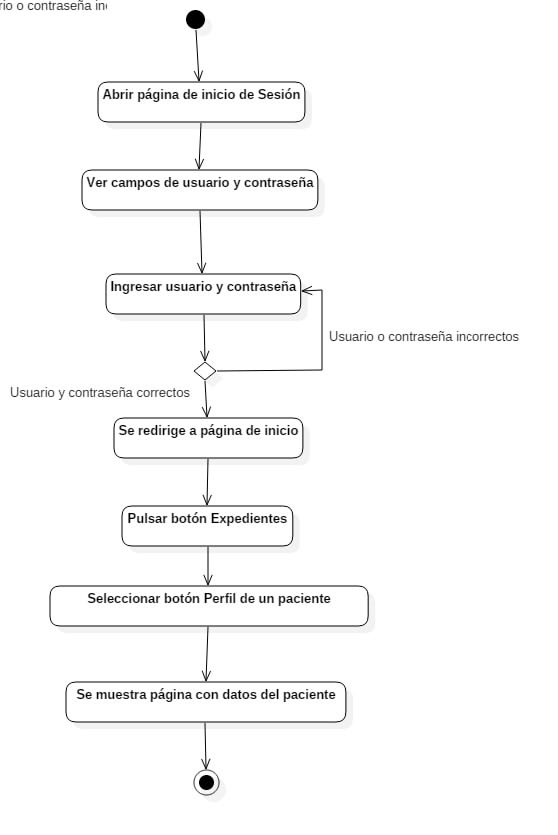 rio o contraseña in
Abrir página de inicio de Sesión
Ver campos de usuario y contraseña
Ingresar usuario y contraseña
Usuario o contraseña incorrectos
Usuario y contraseña correctos
Se redirige a página de inicio
Pulsar botón Expedientes
Seleccionar botón Perfil de un paciente
Se muestra página con datos del paciente